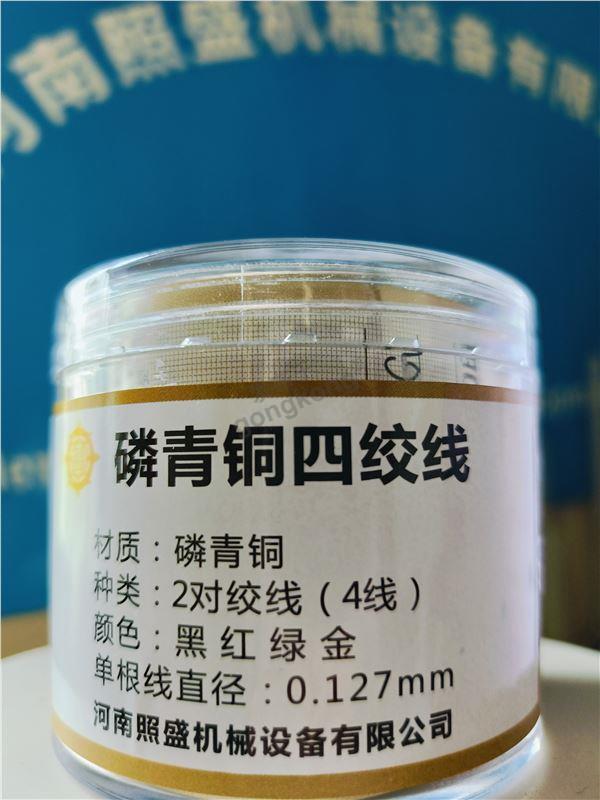 河南照盛机械设备有限
磷青铜四绞线
材质：磷青铜
种类：2对绞线（4线）
颜色：黑 红 绿 金
单根线直径：0.127mm
河南照盛机械设备有限公司
gongkong